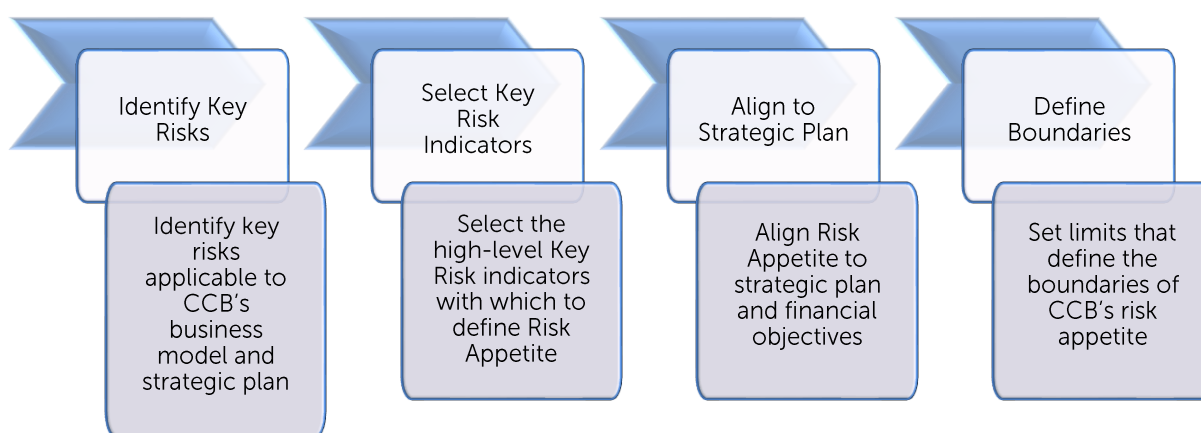 Identify Key
Risks
Identify key
risks
applicable to
CCB's
business
model and
strategic plan
Select Key
Risk
Indicators
Select the
high-level Key
Risk indicators
with which to
define Risk
Appetite
Align to
Strategic Plan
Align Risk
Appetite to
strategic plan
and financial
objectives
Define
Boundaries
Set limits that
define the
boundaries of
CCB's risk
appetite